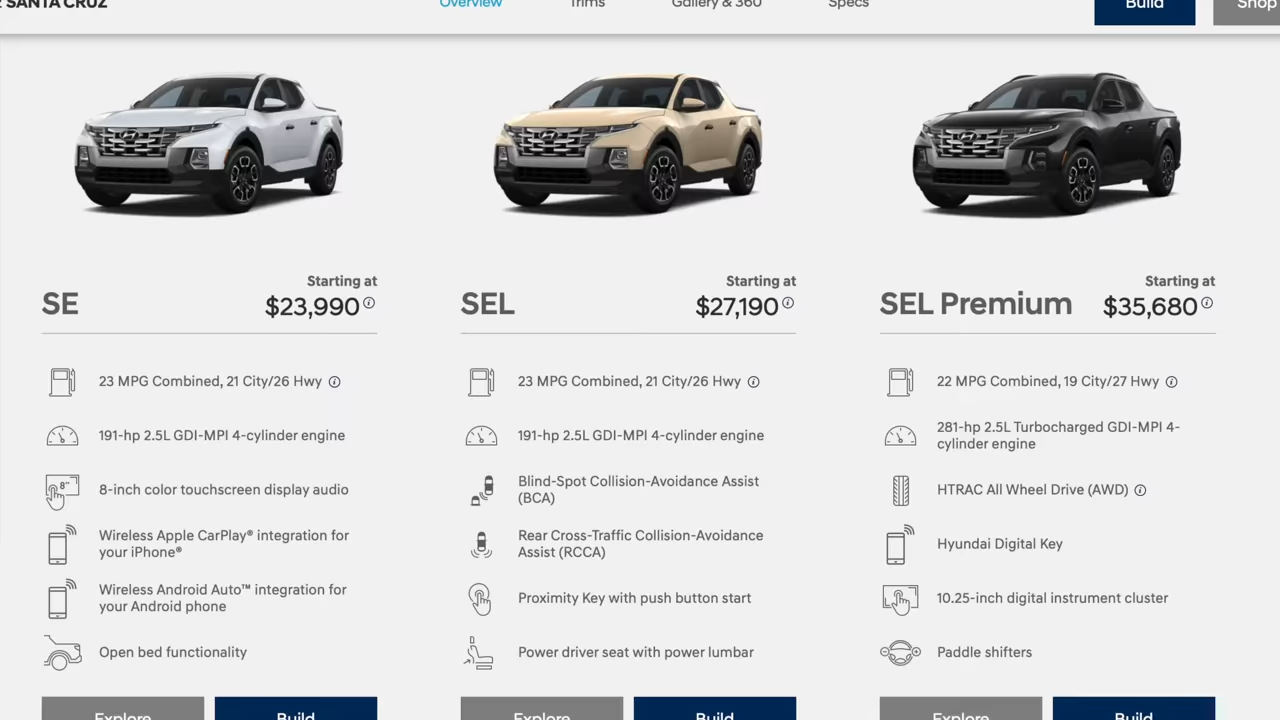 SANTA CRUZ
Overview
Trims
Gallery & 360
Specs
Build
Shop
SE
Starting at
$23,990
23 MPG Combined, 21 City/26 Hwy
191-hp 2.5L GDI-MPI 4-cylinder engine
8"
8-inch color touchscreen display audio
Wireless Apple CarPlay® integration for
your iPhone®
Wireless Android Auto™ integration for
your Android phone
Open bed functionality
Explore
Build
SEL
Starting at
$27,190
23 MPG Combined, 21 City/26 Hwy
191-hp 2.5L GDI-MPI 4-cylinder engine
Blind-Spot Collision-Avoidance Assist
(BCA)
Rear Cross-Traffic Collision-Avoidance
Assist (RCCA)
Proximity Key with push button start
Power driver seat with power lumbar
Explore
Build
SEL Premium
Starting at
$35,680
22 MPG Combined, 19 City/27 Hwy
281-hp 2.5L Turbocharged GDI-MPI 4-
cylinder engine
HTRAC All Wheel Drive (AWD)
Hyundai Digital Key
10.25-inch digital instrument cluster
Paddle shifters
Explore
Build